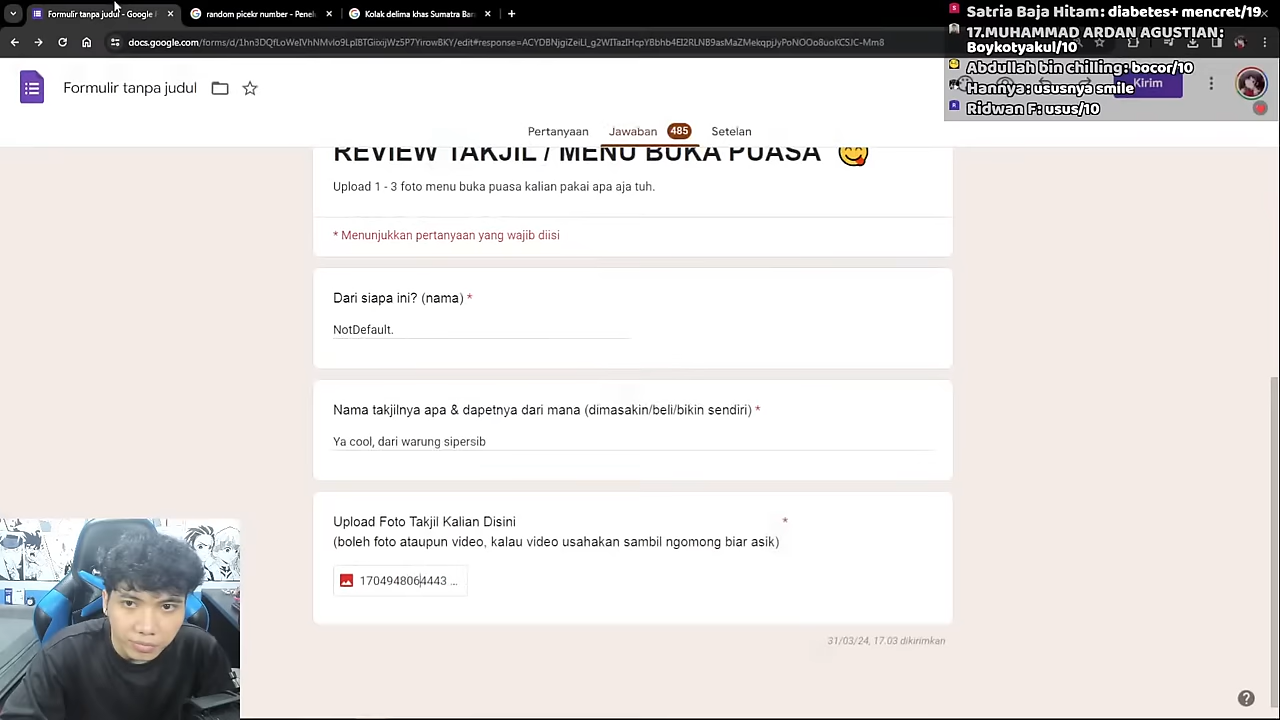 Formulir tanpa judul - Google F
random picekr number - Penel
Kolak delima khas Sumatra Bar
docs.google.com/forms/d/1hn3DQfLoWeIVhNMvIo9LpIBTGiixijWz5P7YirowBKY/edit#response=ACYDBNjgiZeiLl_g2WITazIHcpYBbhb4EI2RLNB9asMaZMekqpjJyPoNOOo8uoKCSJC-Mm8
Satria Baja Hitam: diabetes+ mencret/19
17.MUHAMMAD ARDAN AGUSTIAN:
Boykotyakul/10
Abdullah bin chilling: bocor/10
Hannya: ususnya smile
Ridwan F: usus/10
Formulir tanpa judul
Kirim
Pertanyaan
Jawaban 485
Setelan
REVIEW TAKJIL / MENU BUKA PUASA 😋
Upload 1 - 3 foto menu buka puasa kalian pakai apa aja tuh.
* Menunjukkan pertanyaan yang wajib diisi
Dari siapa ini? (nama) *
NotDefault.
Nama takjilnya apa & dapetnya dari mana (dimasakin/beli/bikin sendiri) *
Ya cool, dari warung sipersib
Upload Foto Takjil Kalian Disini *
(boleh foto ataupun video, kalau video usahakan sambil ngomong biar asik)
1704948064443 ...
31/03/24, 17.03 dikirimkan